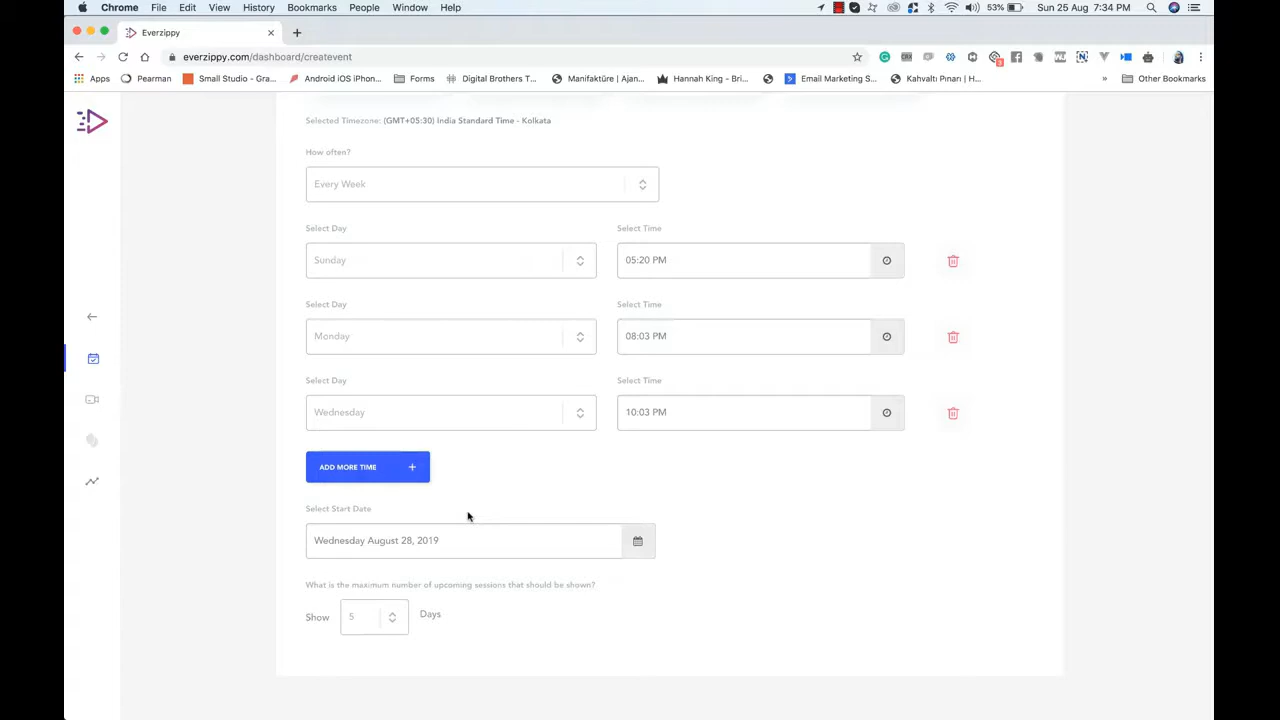 Chrome File Edit View History Bookmarks People Window Help 53% Sun 25 Aug 7:34 PM
Everzippy
everzippy.com/dashboard/createvent
Apps Pearman Small Studio - Gra... Android iOS iPhon... Forms Digital Brothers T... Manifaktüre | Ajan... Hannah King - Bri... Email Marketing S... Kahvaltı Pınarı | H... » Other Bookmarks
Selected Timezone: (GMT+05:30) India Standard Time - Kolkata
How often?
Every Week
Select Day Select Time
Sunday 05:20 PM
Select Day Select Time
Monday 08:03 PM
Select Day Select Time
Wednesday 10:03 PM
ADD MORE TIME +
Select Start Date
Wednesday August 28, 2019
What is the maximum number of upcoming sessions that should be shown?
Show 5 Days